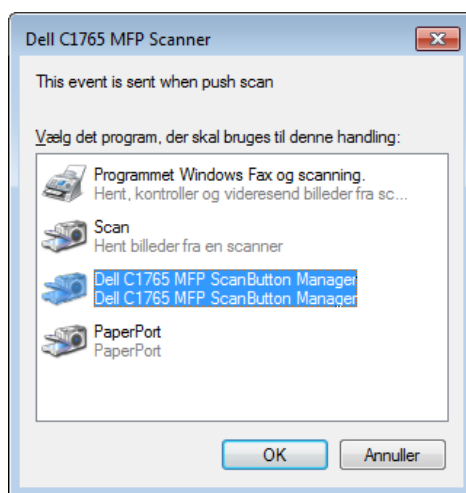 Dell C1765 MFP Scanner
This event is sent when push scan
Vælg det program, der skal bruges til denne handling:
Programmet Windows Fax og scanning.
Hent, kontroller og videresend billeder fra sc...
Scan
Hent billeder fra en scanner
Dell C1765 MFP ScanButton Manager
Dell C1765 MFP ScanButton Manager
PaperPort
PaperPort
OK
Annuller